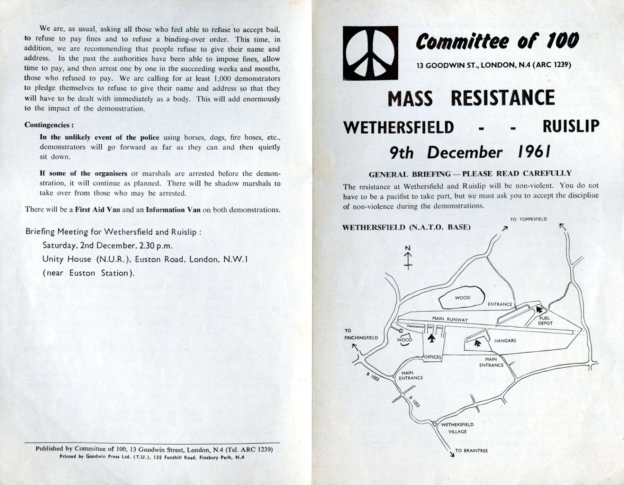 We are, as usual, asking all those who feel able to refuse to accept bail,
to refuse to pay fines and to refuse a binding-over order. This time, in
addition, we are recommending that people refuse to give their name and
address. In the past the authorities have been able to impose fines, allow
time to pay, and then arrest one by one in the succeeding weeks and months,
those who refused to pay. We are calling for at least 1,000 demonstrators
to pledge themselves to refuse to give their name and address so that they
will have to be dealt with immediately as a body. This will add enormously
to the impact of the demonstration.
Contingencies :
In the unlikely event of the police using horses, dogs, fire hoses, etc.,
demonstrators will go forward as far as they can and then quietly
sit down.
If some of the organisers or marshals are arrested before the demon-
stration, it will continue as planned. There will be shadow marshals to
take over from those who may be arrested.
There will be a First Aid Van and an Information Van on both demonstrations.
Briefing Meeting for Wethersfield and Ruislip :
Saturday, 2nd December, 2.30 p.m.
Unity House (N.U.R.), Euston Road, London, N.W.1
(near Euston Station).
Published by Committee of 100, 13 Goodwin Street, London, N.4 (Tel. ARC 1239)
Printed by Goodwin Press Ltd. (T.U.), 135 Fonthill Road, Finsbury Park, N.4
Committee of 100
13 GOODWIN ST., LONDON, N.4 (ARC 1239)
MASS RESISTANCE
WETHERSFIELD - - RUISLIP
9th December 1961
GENERAL BRIEFING — PLEASE READ CAREFULLY
The resistance at Wethersfield and Ruislip will be non-violent. You do not
have to be a pacifist to take part, but we must ask you to accept the discipline
of non-violence during the demonstrations.
WETHERSFIELD (N.A.T.O. BASE)
TO TOPPESFIELD
N
WOOD
ENTRANCE
MAIN RUNWAY
FUEL
DEPOT
TO
FINCHINGFIELD
WOOD
HANGARS
OFFICES
MAIN
ENTRANCE
MAIN
ENTRANCE
B 1053
B 1053
WETHERSFIELD
VILLAGE
TO BRAINTREE